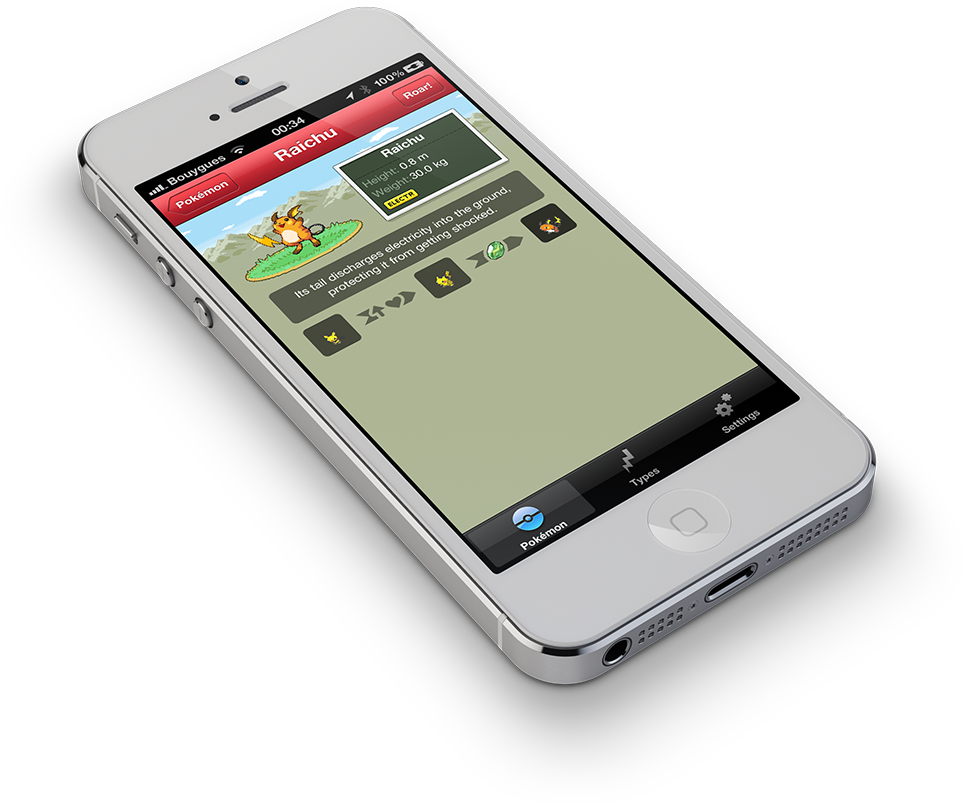 Bouygues 00:34 100%
Pokémon Raichu Roar!
Raichu
Height: 0.8 m
Weight: 30.0 kg
ELECTR
Its tail discharges electricity into the ground,
protecting it from getting shocked.
Pokémon Types Settings